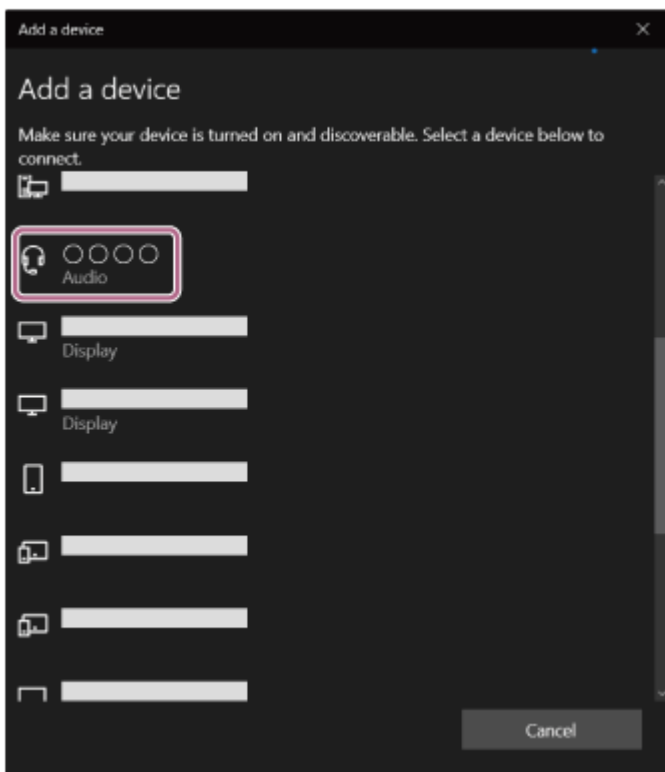 Add a device
Add a device
Make sure your device is turned on and discoverable. Select a device below to
connect.
○○○○
Audio
Display
Display
Cancel